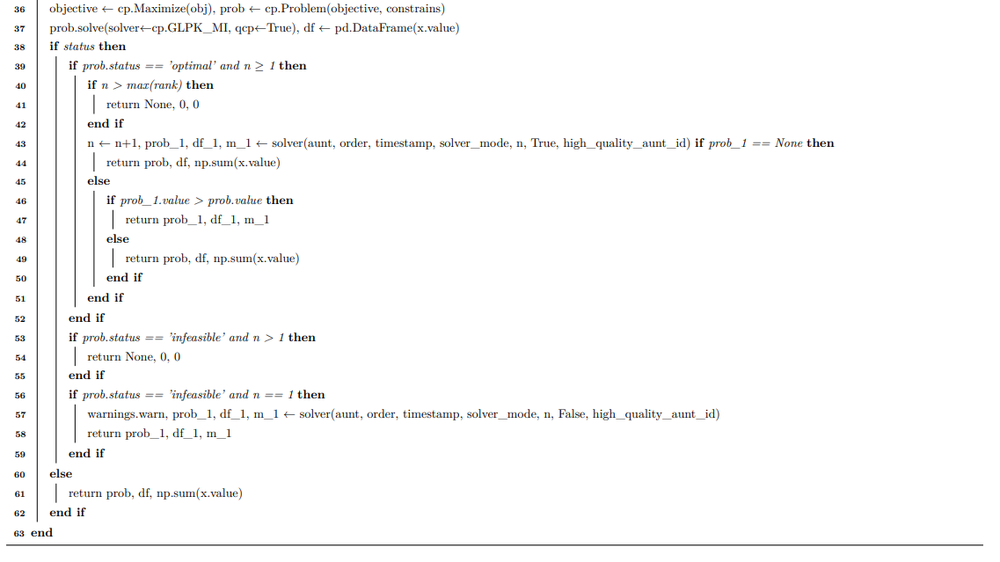 36 objective ← cp.Maximize(obj), prob ← cp.Problem(objective, constrains)
37 prob.solve(solver←cp.GLPK_MI, qcp←True), df ← pd.DataFrame(x.value)
38 if status then
39 if prob.status == 'optimal' and n ≥ 1 then
40 if n > max(rank) then
41 return None, 0, 0
42 end if
43 n ← n+1, prob_1, df_1, m_1 ← solver(aunt, order, timestamp, solver_mode, n, True, high_quality_aunt_id) if prob_1 == None then
44 return prob, df, np.sum(x.value)
45 else
46 if prob_1.value > prob.value then
47 return prob_1, df_1, m_1
48 else
49 return prob, df, np.sum(x.value)
50 end if
51 end if
52 end if
53 if prob.status == 'infeasible' and n > 1 then
54 return None, 0, 0
55 end if
56 if prob.status == 'infeasible' and n == 1 then
57 warnings.warn, prob_1, df_1, m_1 ← solver(aunt, order, timestamp, solver_mode, n, False, high_quality_aunt_id)
58 return prob_1, df_1, m_1
59 end if
60 else
61 return prob, df, np.sum(x.value)
62 end if
63 end